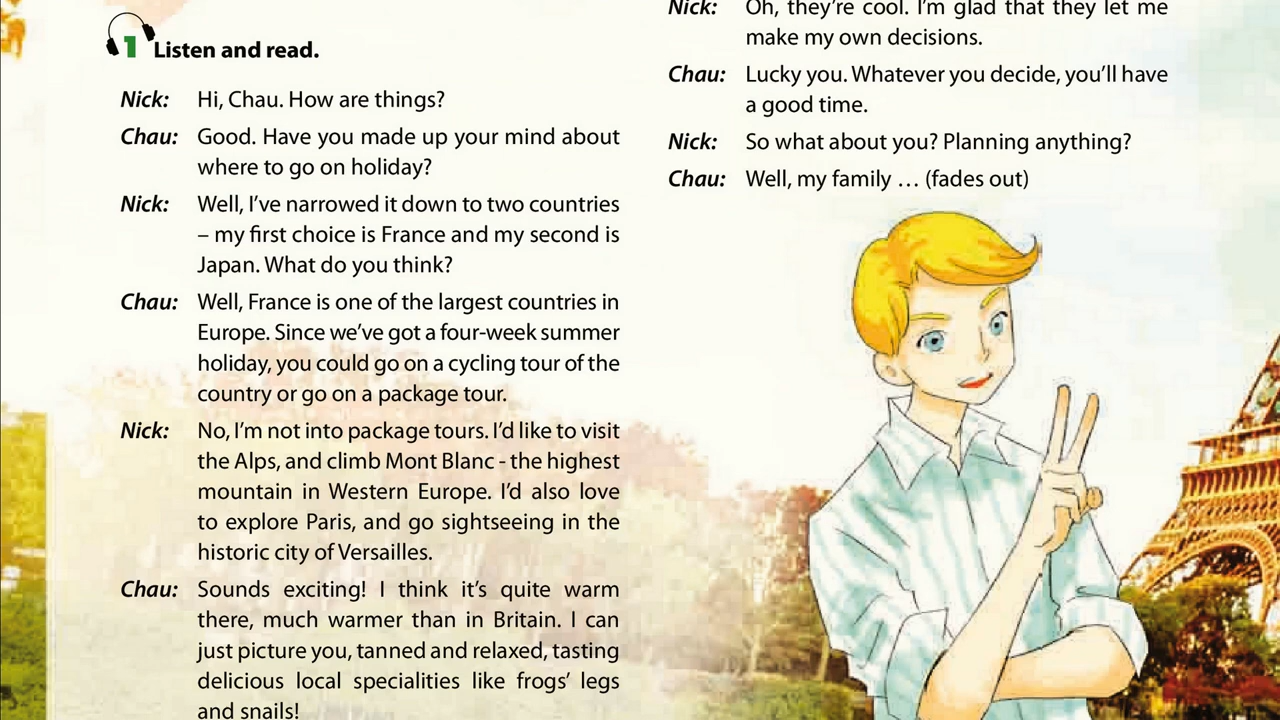 1 Listen and read.
Nick: Hi, Chau. How are things?
Chau: Good. Have you made up your mind about
where to go on holiday?
Nick: Well, I've narrowed it down to two countries
– my first choice is France and my second is
Japan. What do you think?
Chau: Well, France is one of the largest countries in
Europe. Since we've got a four-week summer
holiday, you could go on a cycling tour of the
country or go on a package tour.
Nick: No, I'm not into package tours. I'd like to visit
the Alps, and climb Mont Blanc - the highest
mountain in Western Europe. I'd also love
to explore Paris, and go sightseeing in the
historic city of Versailles.
Chau: Sounds exciting! I think it's quite warm
there, much warmer than in Britain. I can
just picture you, tanned and relaxed, tasting
delicious local specialities like frogs' legs
and snails!
Nick: Oh, they're cool. I'm glad that they let me
make my own decisions.
Chau: Lucky you. Whatever you decide, you'll have
a good time.
Nick: So what about you? Planning anything?
Chau: Well, my family … (fades out)